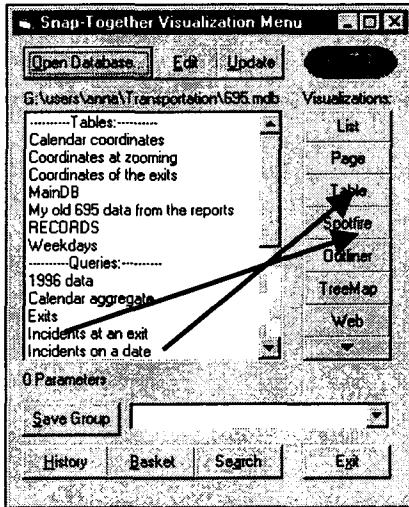 Snap-Together Visualization Menu
Open Database... Edit Update
G:\users\anna\Transportation\695.mdb Visualizations:
----------Tables:----------
Calendar coordinates
Coordinates at zooming
Coordinates of the exits
MainDB
My old 695 data from the reports
RECORDS
Weekdays
--------Queries:---------
1996 data
Calendar aggregate
Exits
Incidents at an exit
Incidents on a date
List
Page
Table
Spotfire
Outliner
TreeMap
Web
0 Parameters
Save Group
History Basket Search Exit